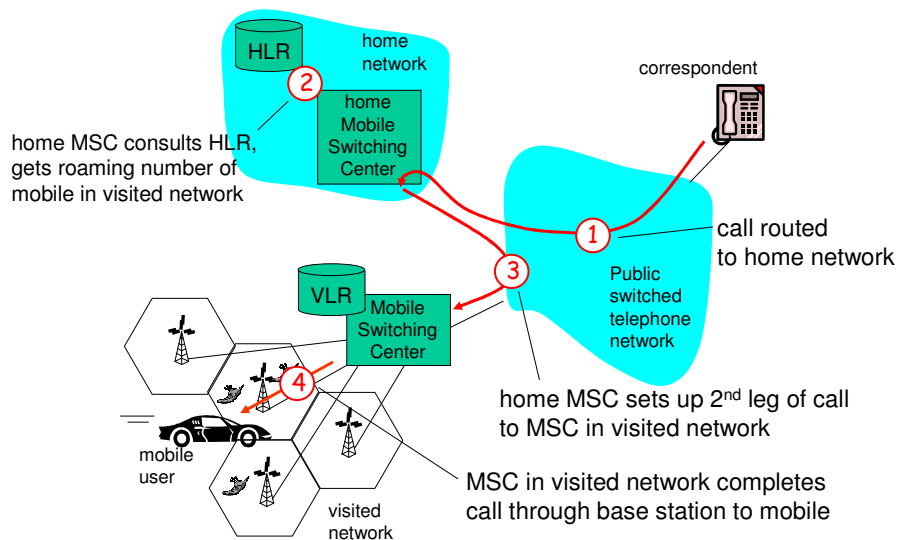 HLR
home
network
2
home
Mobile
Switching
Center
correspondent
home MSC consults HLR,
gets roaming number of
mobile in visited network
1
call routed
to home network
3
Public
switched
telephone
network
VLR
Mobile
Switching
Center
4
home MSC sets up 2nd leg of call
to MSC in visited network
mobile
user
MSC in visited network completes
call through base station to mobile
visited
network